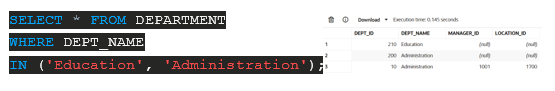 SELECT * FROM DEPARTMENT
WHERE DEPT_NAME
IN ('Education', 'Administration');
Download Execution time: 0.145 seconds
DEPT_ID DEPT_NAME MANAGER_ID LOCATION_ID
1 210 Education (null) (null)
2 200 Administration (null) (null)
3 10 Administration 1001 1700